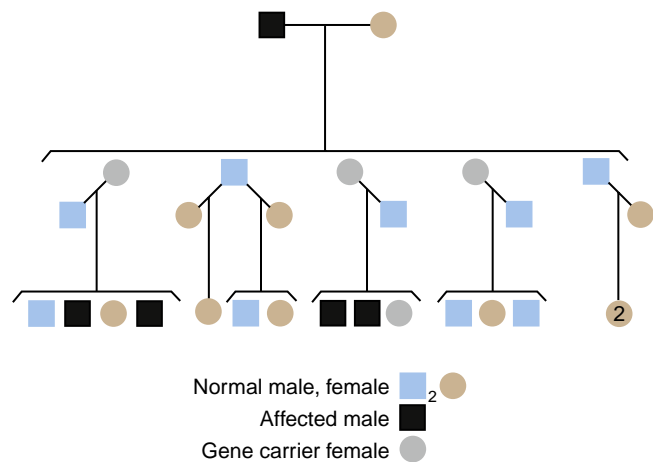 2
Normal male, female 2
Affected male
Gene carrier female